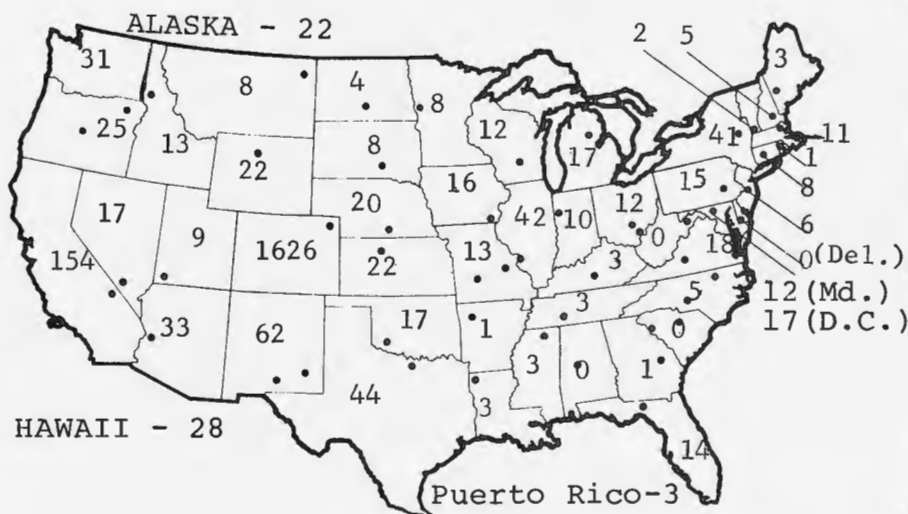 ALASKA - 22
2 5
31 8 4 8 3
25 12 17 41 11
13 22 8 1
16 15 8
20 42 10 12 6
17 9 1626 0 18 0(Del.)
154 22 13 3
33 62 17 1 3 5 12(Md.)
0 17(D.C.)
44 3 0 1
HAWAII - 28 3
14
Puerto Rico-3